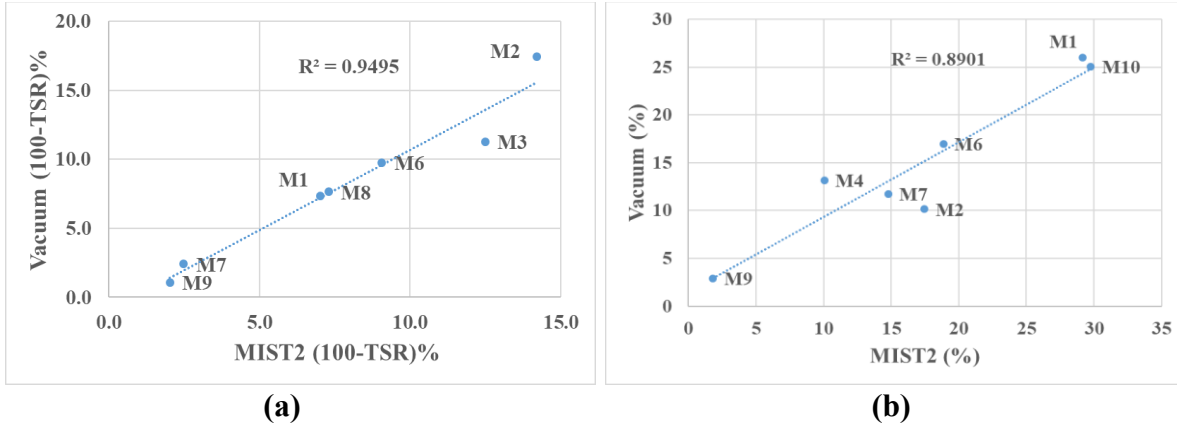 20.0
15.0
10.0
5.0
0.0
Vacuum (100-TSR)%
R² = 0.9495
M2
M3
M6
M1
M8
M7
M9
0.0 5.0 10.0 15.0
MIST2 (100-TSR)%
(a)
30
25
20
15
10
5
0
Vacuum (%)
R² = 0.8901
M1
M10
M6
M4
M7
M2
M9
0 5 10 15 20 25 30 35
MIST2 (%)
(b)